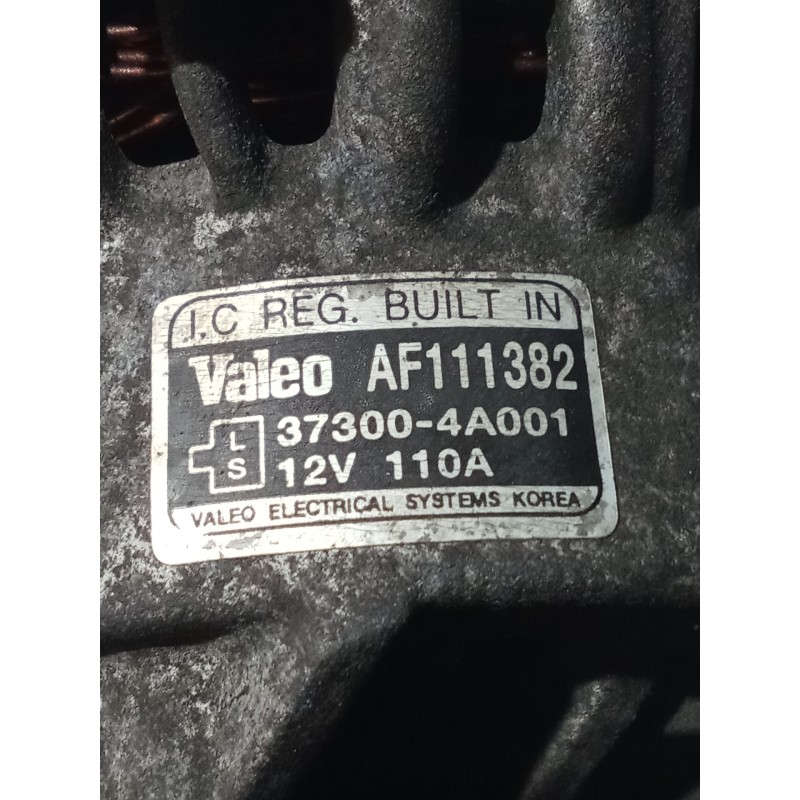 I.C REG. BUILT IN
Valeo AF111382
L 37300-4A001
S 12V 110A
VALEO ELECTRICAL SYSTEMS KOREA